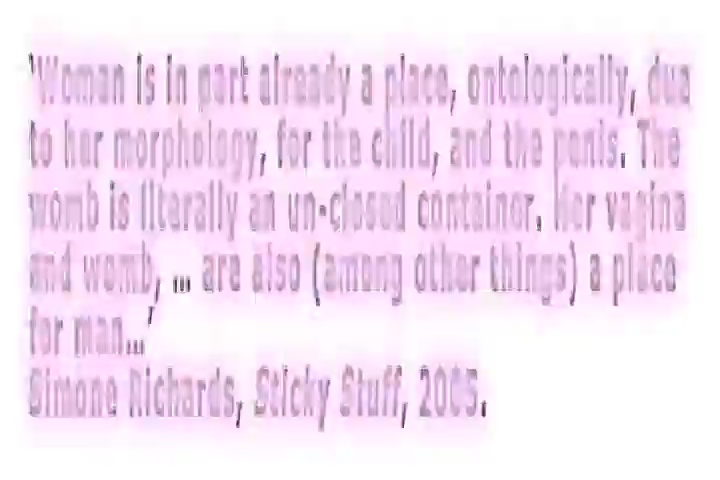 ‘Woman is in part already a place, ontologically, due
to her morphology, for the child, and the penis. The
womb is literally an un-closed container. Her vagina
and womb, ... are also (among other things) a place
for man...’
Simone Richards, Sticky Stuff, 2005.